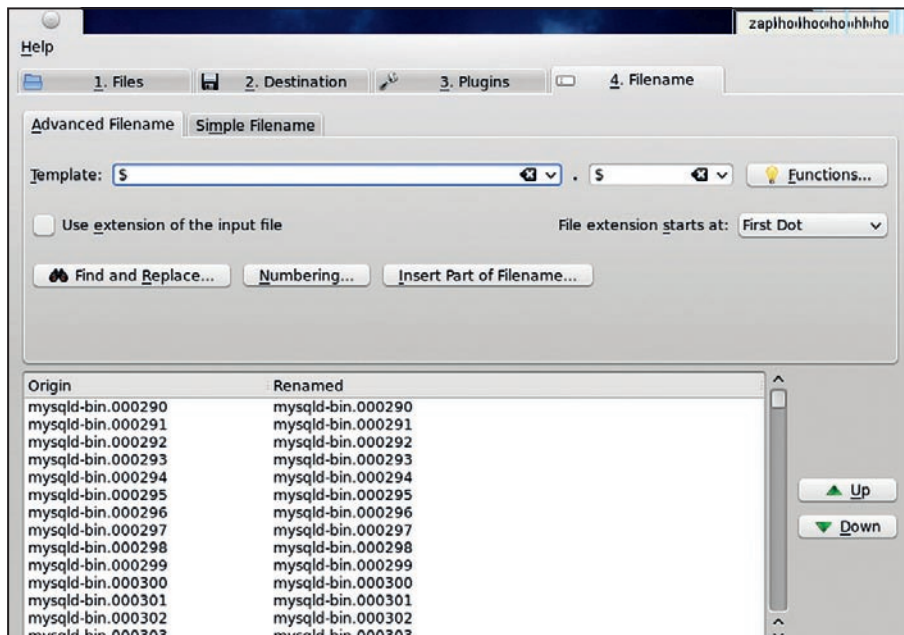 Help
1. Files 2. Destination 3. Plugins 4. Filename
Advanced Filename Simple Filename
Template: $ . $ Functions...
Use extension of the input file File extension starts at: First Dot
Find and Replace... Numbering... Insert Part of Filename...
Origin Renamed
mysqld-bin.000290 mysqld-bin.000290
mysqld-bin.000291 mysqld-bin.000291
mysqld-bin.000292 mysqld-bin.000292
mysqld-bin.000293 mysqld-bin.000293
mysqld-bin.000294 mysqld-bin.000294
mysqld-bin.000295 mysqld-bin.000295
mysqld-bin.000296 mysqld-bin.000296
mysqld-bin.000297 mysqld-bin.000297
mysqld-bin.000298 mysqld-bin.000298
mysqld-bin.000299 mysqld-bin.000299
mysqld-bin.000300 mysqld-bin.000300
mysqld-bin.000301 mysqld-bin.000301
mysqld-bin.000302 mysqld-bin.000302
mysqld-bin.000303 mysqld-bin.000303
Up
Down